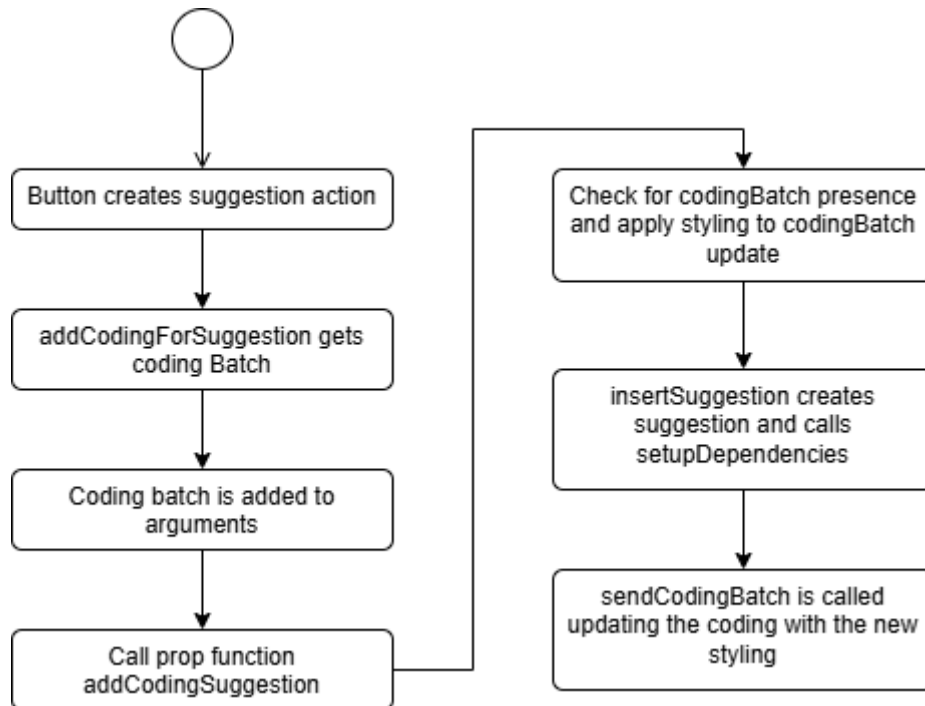 Button creates suggestion action
addCodingForSuggestion gets
coding Batch
Coding batch is added to
arguments
Call prop function
addCodingSuggestion
Check for codingBatch presence
and apply styling to codingBatch
update
insertSuggestion creates
suggestion and calls
setupDependencies
sendCodingBatch is called
updating the coding with the new
styling